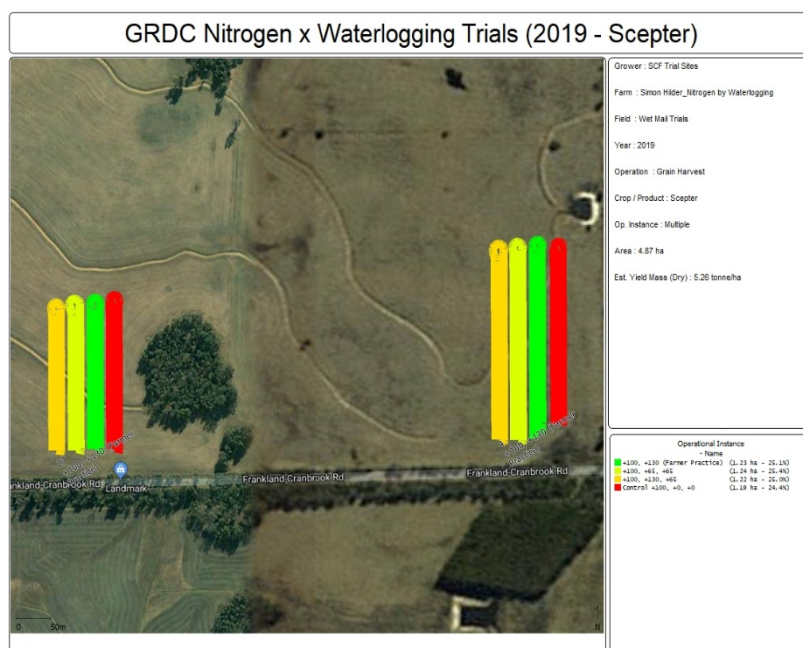 GRDC Nitrogen x Waterlogging Trials (2019 - Scepter)
Grower : SCF Trial Sites
Farm : Simon Hilder_Nitrogen by Waterlogging
Field : Wet Mail Trials
Year : 2019
Operation : Grain Harvest
Crop / Product : Scepter
Op. Instance : Multiple
Area : 4.87 ha
Est. Yield Mass (Dry) : 5.26 tonne/ha
Frankland-Cranbrook Rd
Landmark
Frankland-Cranbrook Rd
Frankland-Cranbrook Rd
0 50m
N
Operational Instance
- Name
+100, +130 (Farmer Practice) (1.23 ha - 25.1%)
+100, +65, +65 (1.24 ha - 25.4%)
+100, +130, +65 (1.22 ha - 25.0%)
Control +100, +0, +0 (1.19 ha - 24.4%)